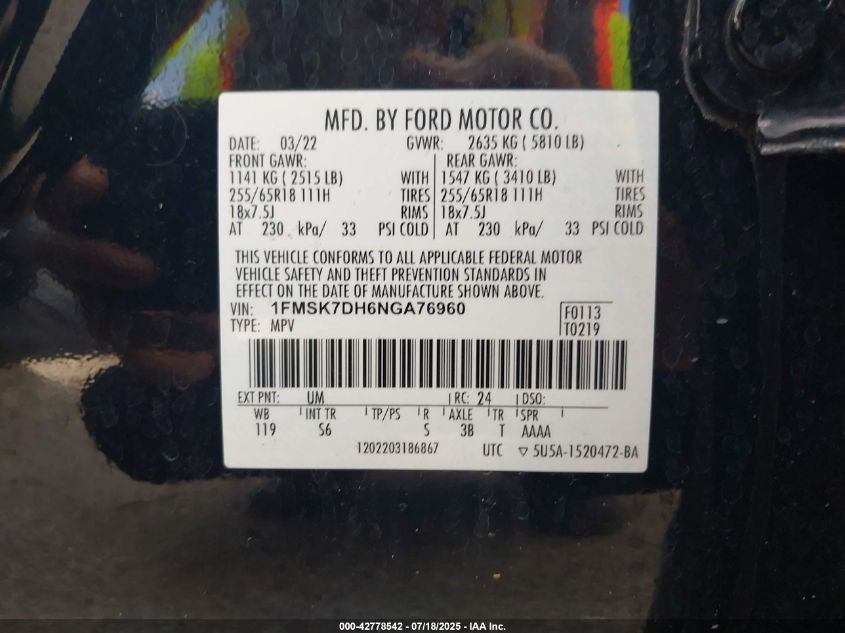 MFD. BY FORD MOTOR CO.
DATE: 03/22 GVWR: 2635 KG ( 5810 LB)
FRONT GAWR: REAR GAWR:
1141 KG ( 2515 LB) WITH 1547 KG ( 3410 LB) WITH
255/65R18 111H TIRES 255/65R18 111H TIRES
18x7.5J RIMS 18x7.5J RIMS
AT 230 kPa/ 33 PSI COLD AT 230 kPa/ 33 PSI COLD
THIS VEHICLE CONFORMS TO ALL APPLICABLE FEDERAL MOTOR
VEHICLE SAFETY AND THEFT PREVENTION STANDARDS IN
EFFECT ON THE DATE OF MANUFACTURE SHOWN ABOVE.
VIN: 1FMSK7DH6NGA76960 F0113
TYPE: MPV T0219
EXT PNT: UM RC: 24 DSO:
WB INT TR TP/PS R AXLE TR SPR
119 S6 S 3B T AAAA
1202203186867 UTC ▽ 5U5A-1520472-BA
000-42778542 - 07/18/2025 - IAA Inc.